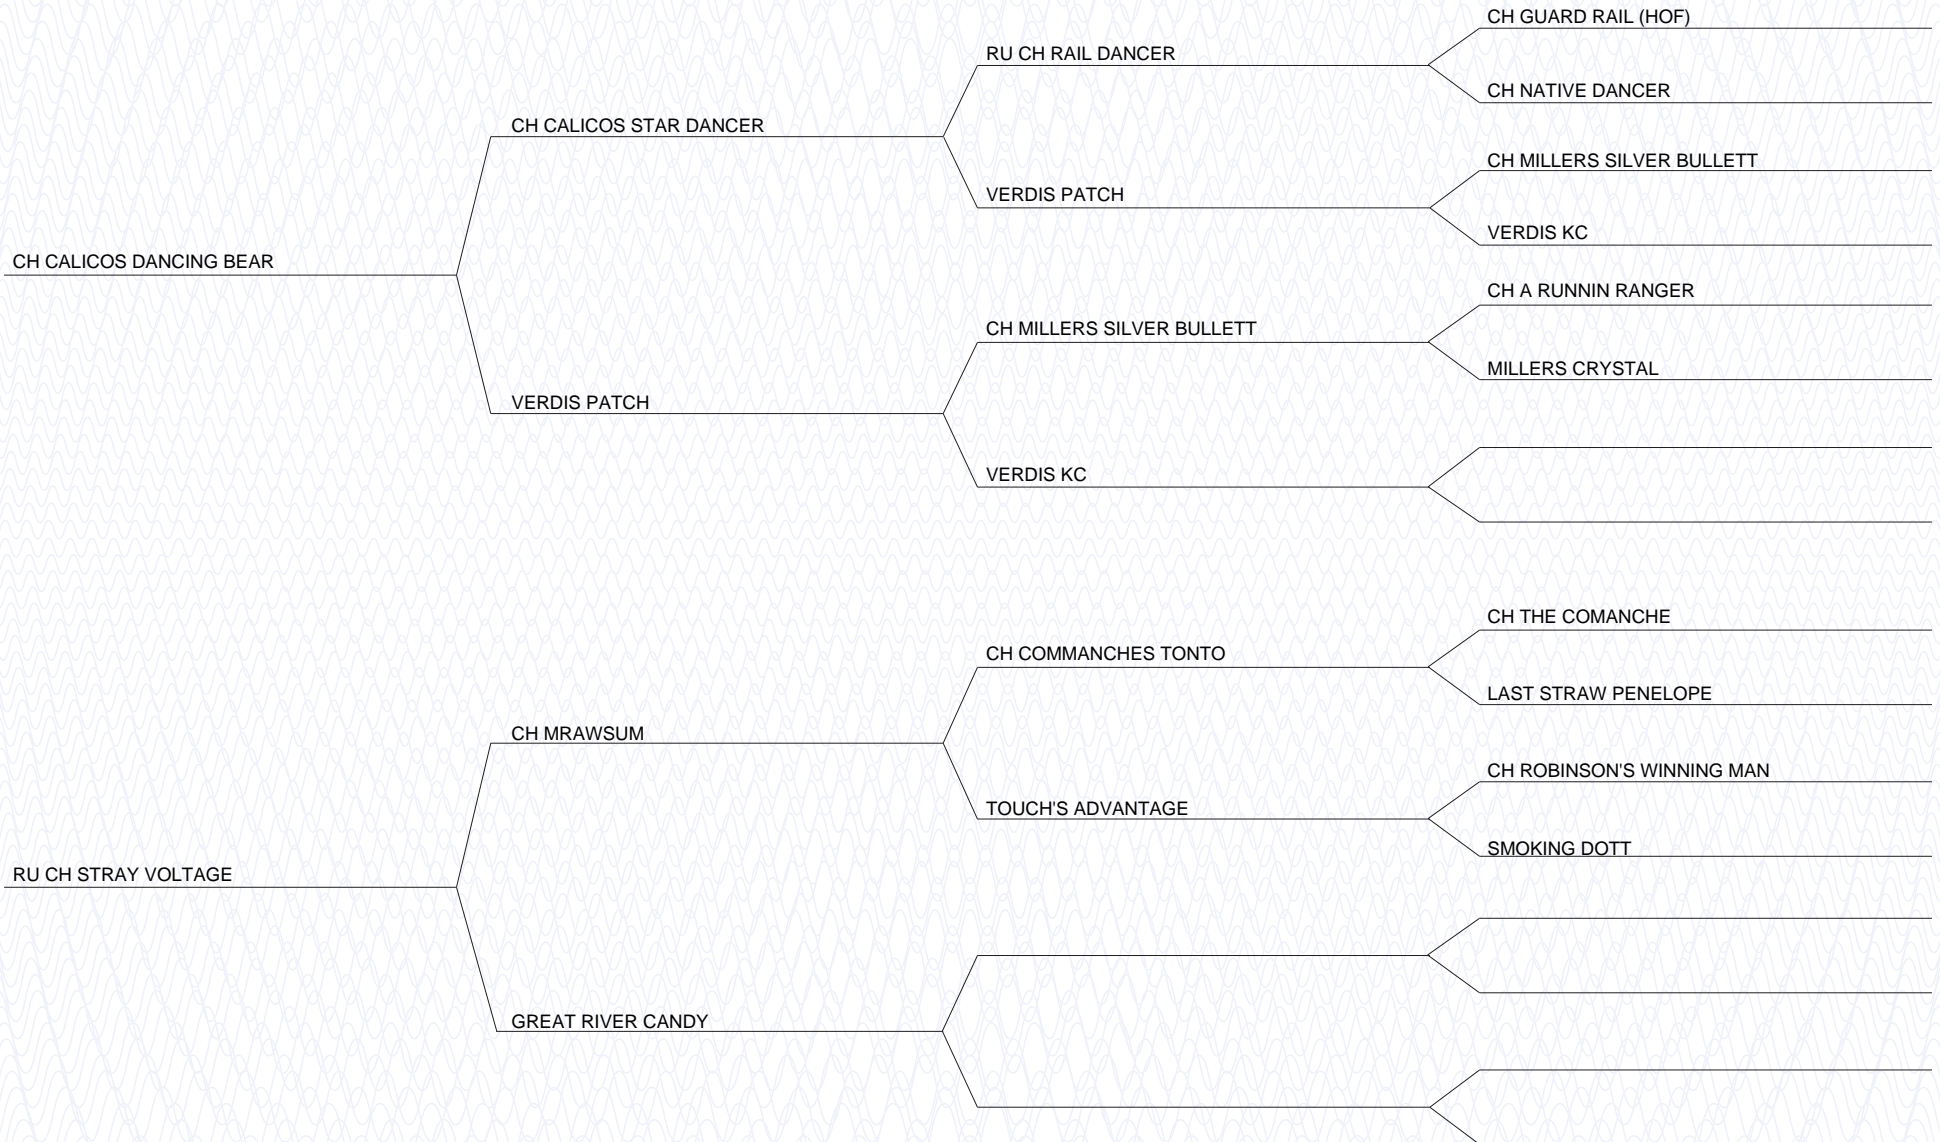 CH GUARD RAIL (HOF)
RU CH RAIL DANCER
CH NATIVE DANCER
CH CALICOS STAR DANCER
CH MILLERS SILVER BULLETT
VERDIS PATCH
VERDIS KC
CH CALICOS DANCING BEAR
CH A RUNNIN RANGER
CH MILLERS SILVER BULLETT
MILLERS CRYSTAL
VERDIS PATCH
VERDIS KC
CH THE COMANCHE
CH COMMANCHES TONTO
LAST STRAW PENELOPE
CH MRAWSUM
CH ROBINSON'S WINNING MAN
TOUCH'S ADVANTAGE
SMOKING DOTT
RU CH STRAY VOLTAGE
GREAT RIVER CANDY